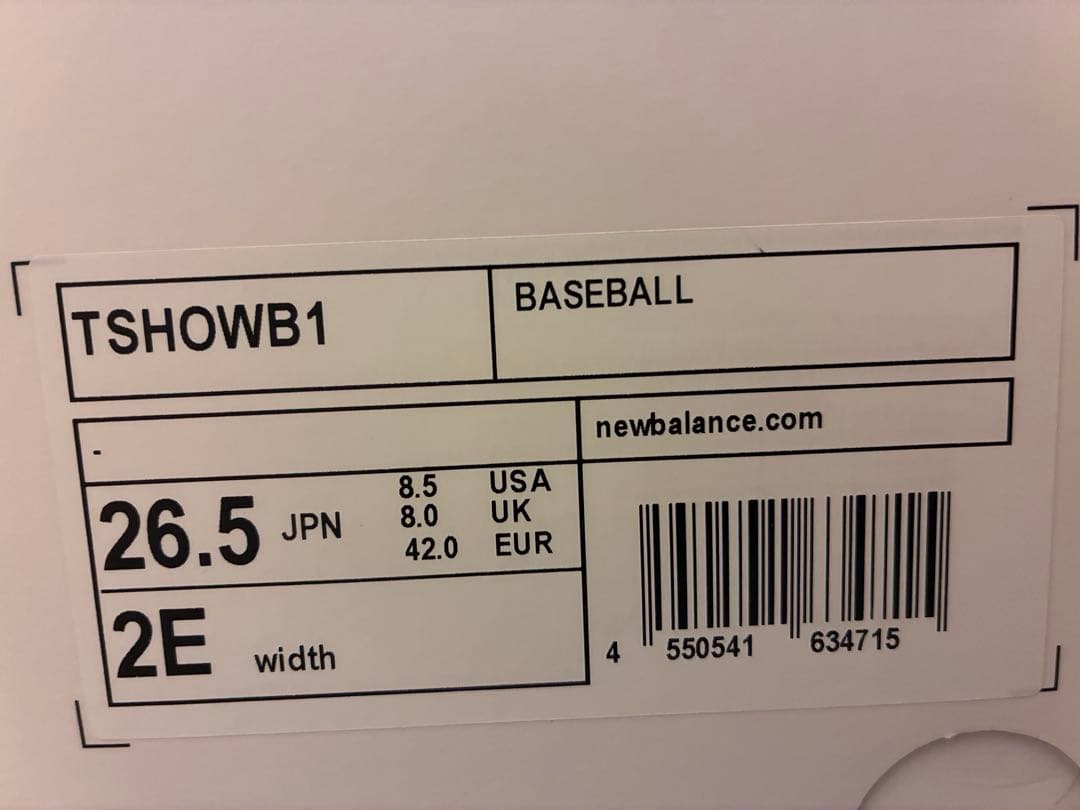 TSHOWB1
BASEBALL
-
newbalance.com
26.5 JPN
8.5 USA
8.0 UK
42.0 EUR
2E width
4 550541 634715